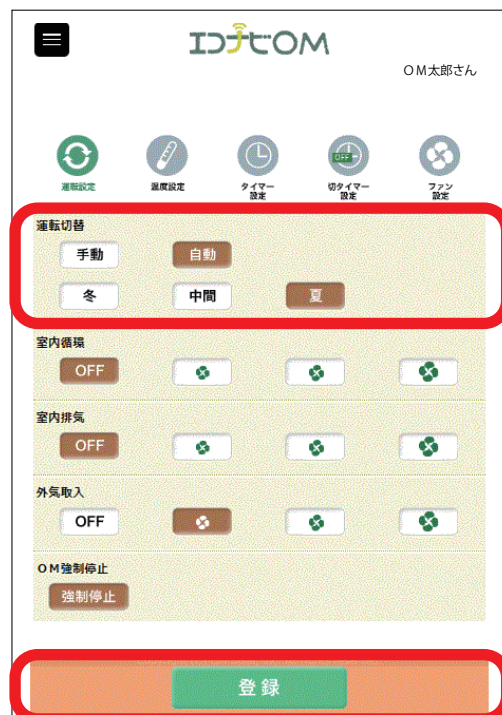 エコナビOM
OM太郎さん
運転設定 温度設定 タイマー設定 切タイマー設定 ファン設定
OFF
運転切替
手動 自動
冬 中間 夏
室内循環
OFF
室内排気
OFF
外気取入
OFF
OM強制停止
強制停止
登録